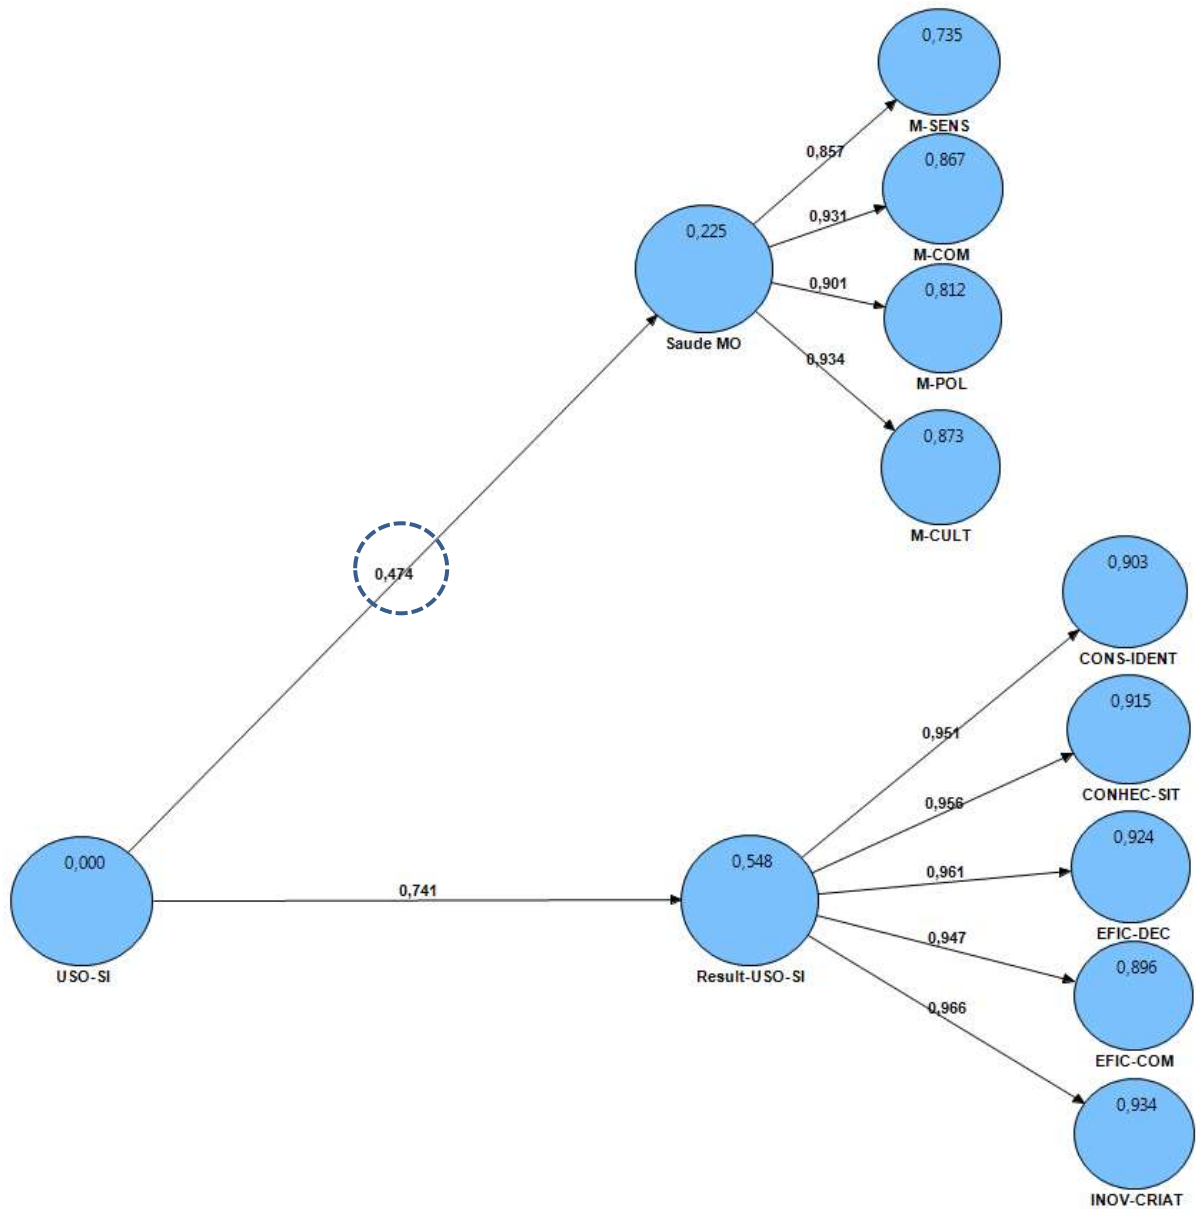 0,735
M-SENS
0,857
0,867
M-COM
0,931
0,225
Saude MO
0,901
0,812
M-POL
0,934
0,873
M-CULT
0,474
0,903
CONS-IDENT
0,951
0,915
CONHEC-SIT
0,956
0,000
USO-SI
0,741
0,548
Result-USO-SI
0,961
0,924
EFIC-DEC
0,947
0,896
EFIC-COM
0,966
0,934
INOV-CRIAT